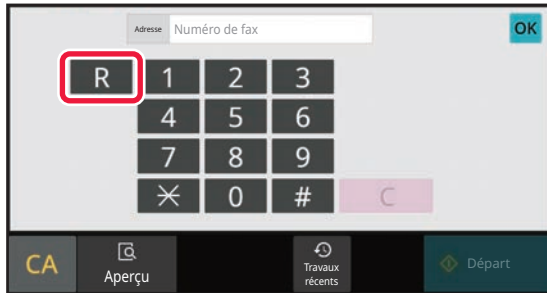 Adresse Numéro de fax OK
R 1 2 3
4 5 6
7 8 9
* 0 # C
CA Aperçu Travaux récents Départ